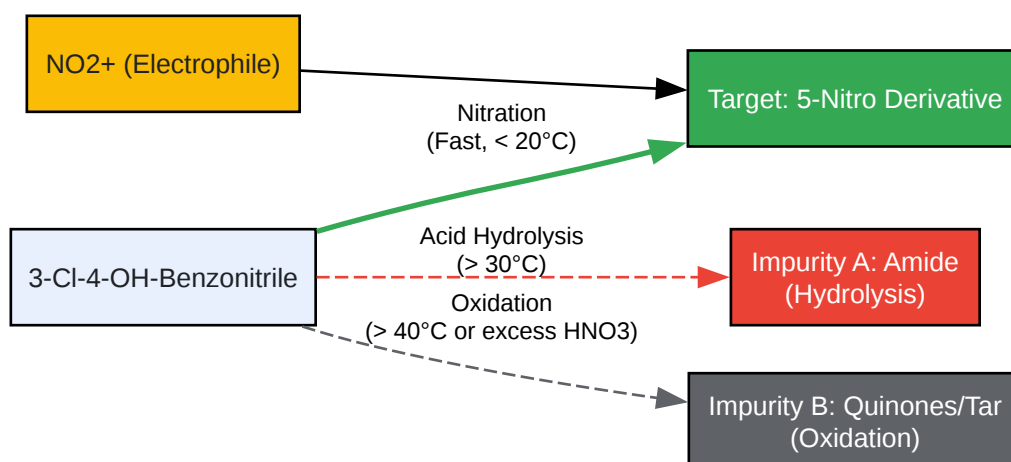 NO2+ (Electrophile)
Target: 5-Nitro Derivative
Nitration
(Fast, < 20°C)
3-Cl-4-OH-Benzonitrile
Acid Hydrolysis
(> 30°C)
Impurity A: Amide
(Hydrolysis)
Oxidation
(> 40°C or excess HNO3)
Impurity B: Quinones/Tar
(Oxidation)